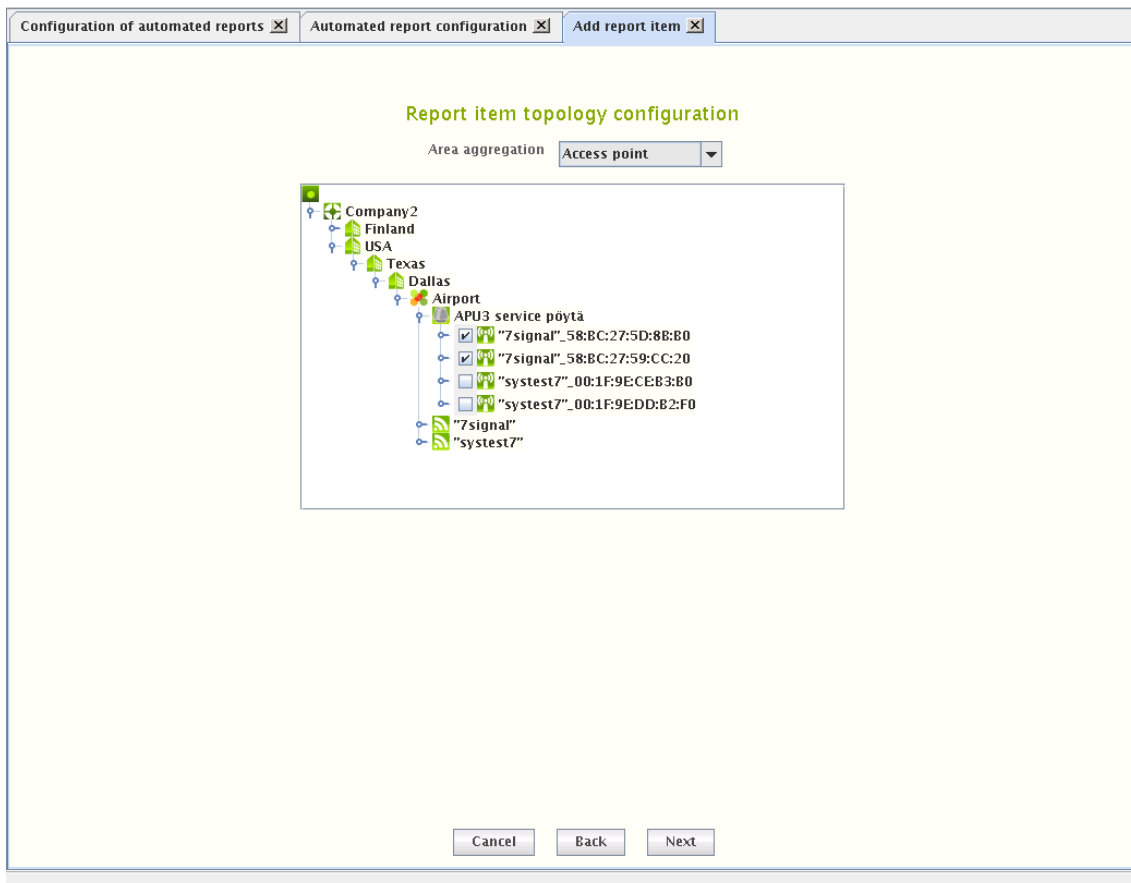 Configuration of automated reports
Automated report configuration
Add report item
Report item topology configuration
Area aggregation
Access point
Company2
Finland
USA
Texas
Dallas
Airport
APU3 service pöytä
"7signal"_58:BC:27:5D:8B:B0
"7signal"_58:BC:27:59:CC:20
"systest7"_00:1F:9E:CE:B3:B0
"systest7"_00:1F:9E:DD:B2:F0
"7signal"
"systest7"
Cancel
Back
Next